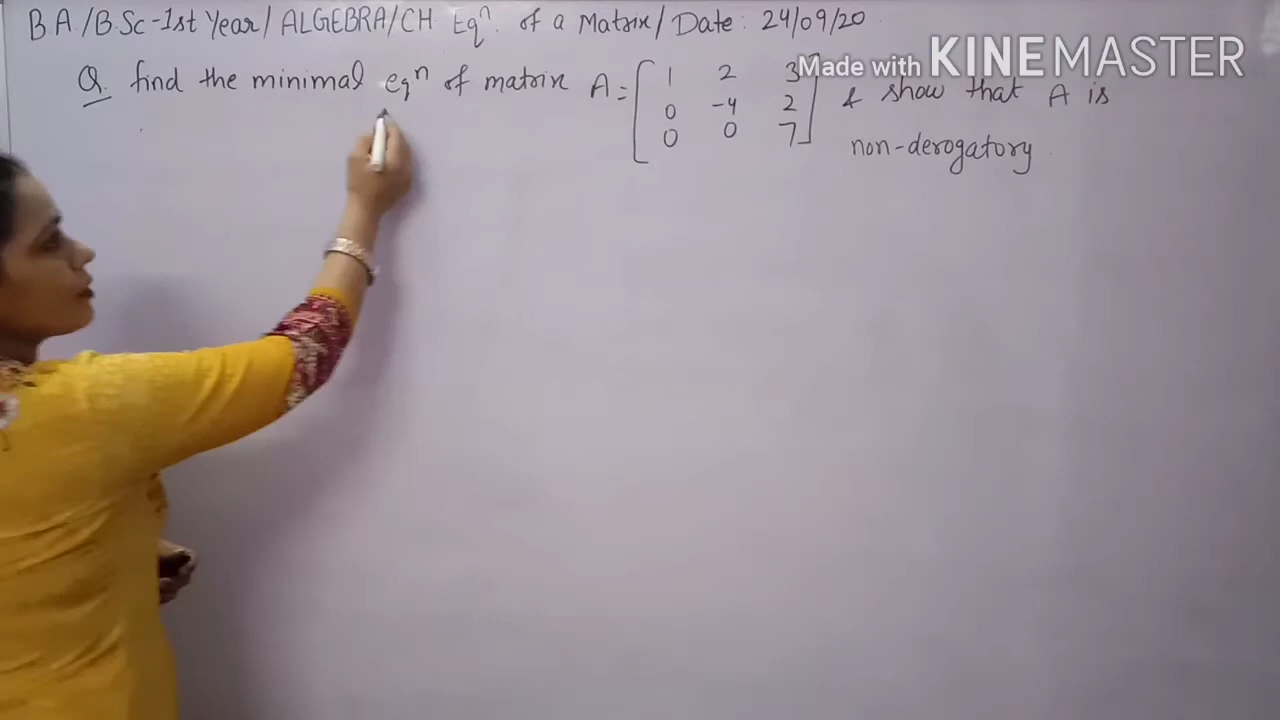 BA/B.Sc-1st Year/ALGEBRA/CH Eqⁿ. of a Matrix/Date: 24/09/20
Made with KINEMASTER
Q. find the minimal eqⁿ of matrix A = [ 1 2 3 & show that A is
0 -4 2
0 0 7 ] non-derogatory